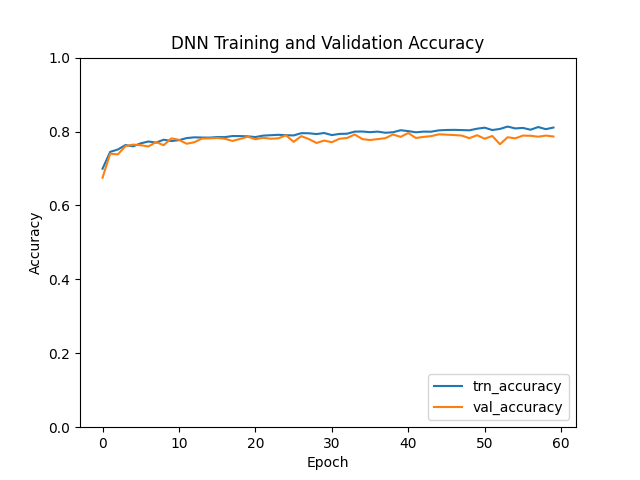 DNN Training and Validation Accuracy
1.0
0.8
0.6
0.4
0.2
0.0
Accuracy
trn_accuracy
val_accuracy
0 10 20 30 40 50 60
Epoch